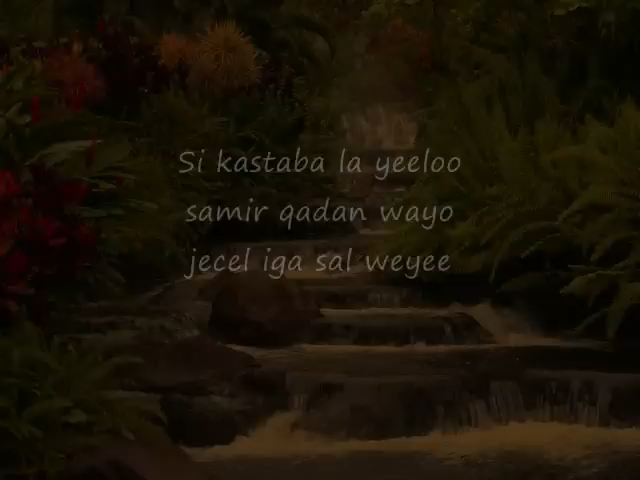 Si kastaba la yeeloo
samir qadan wayo
jecel iga sal weyee